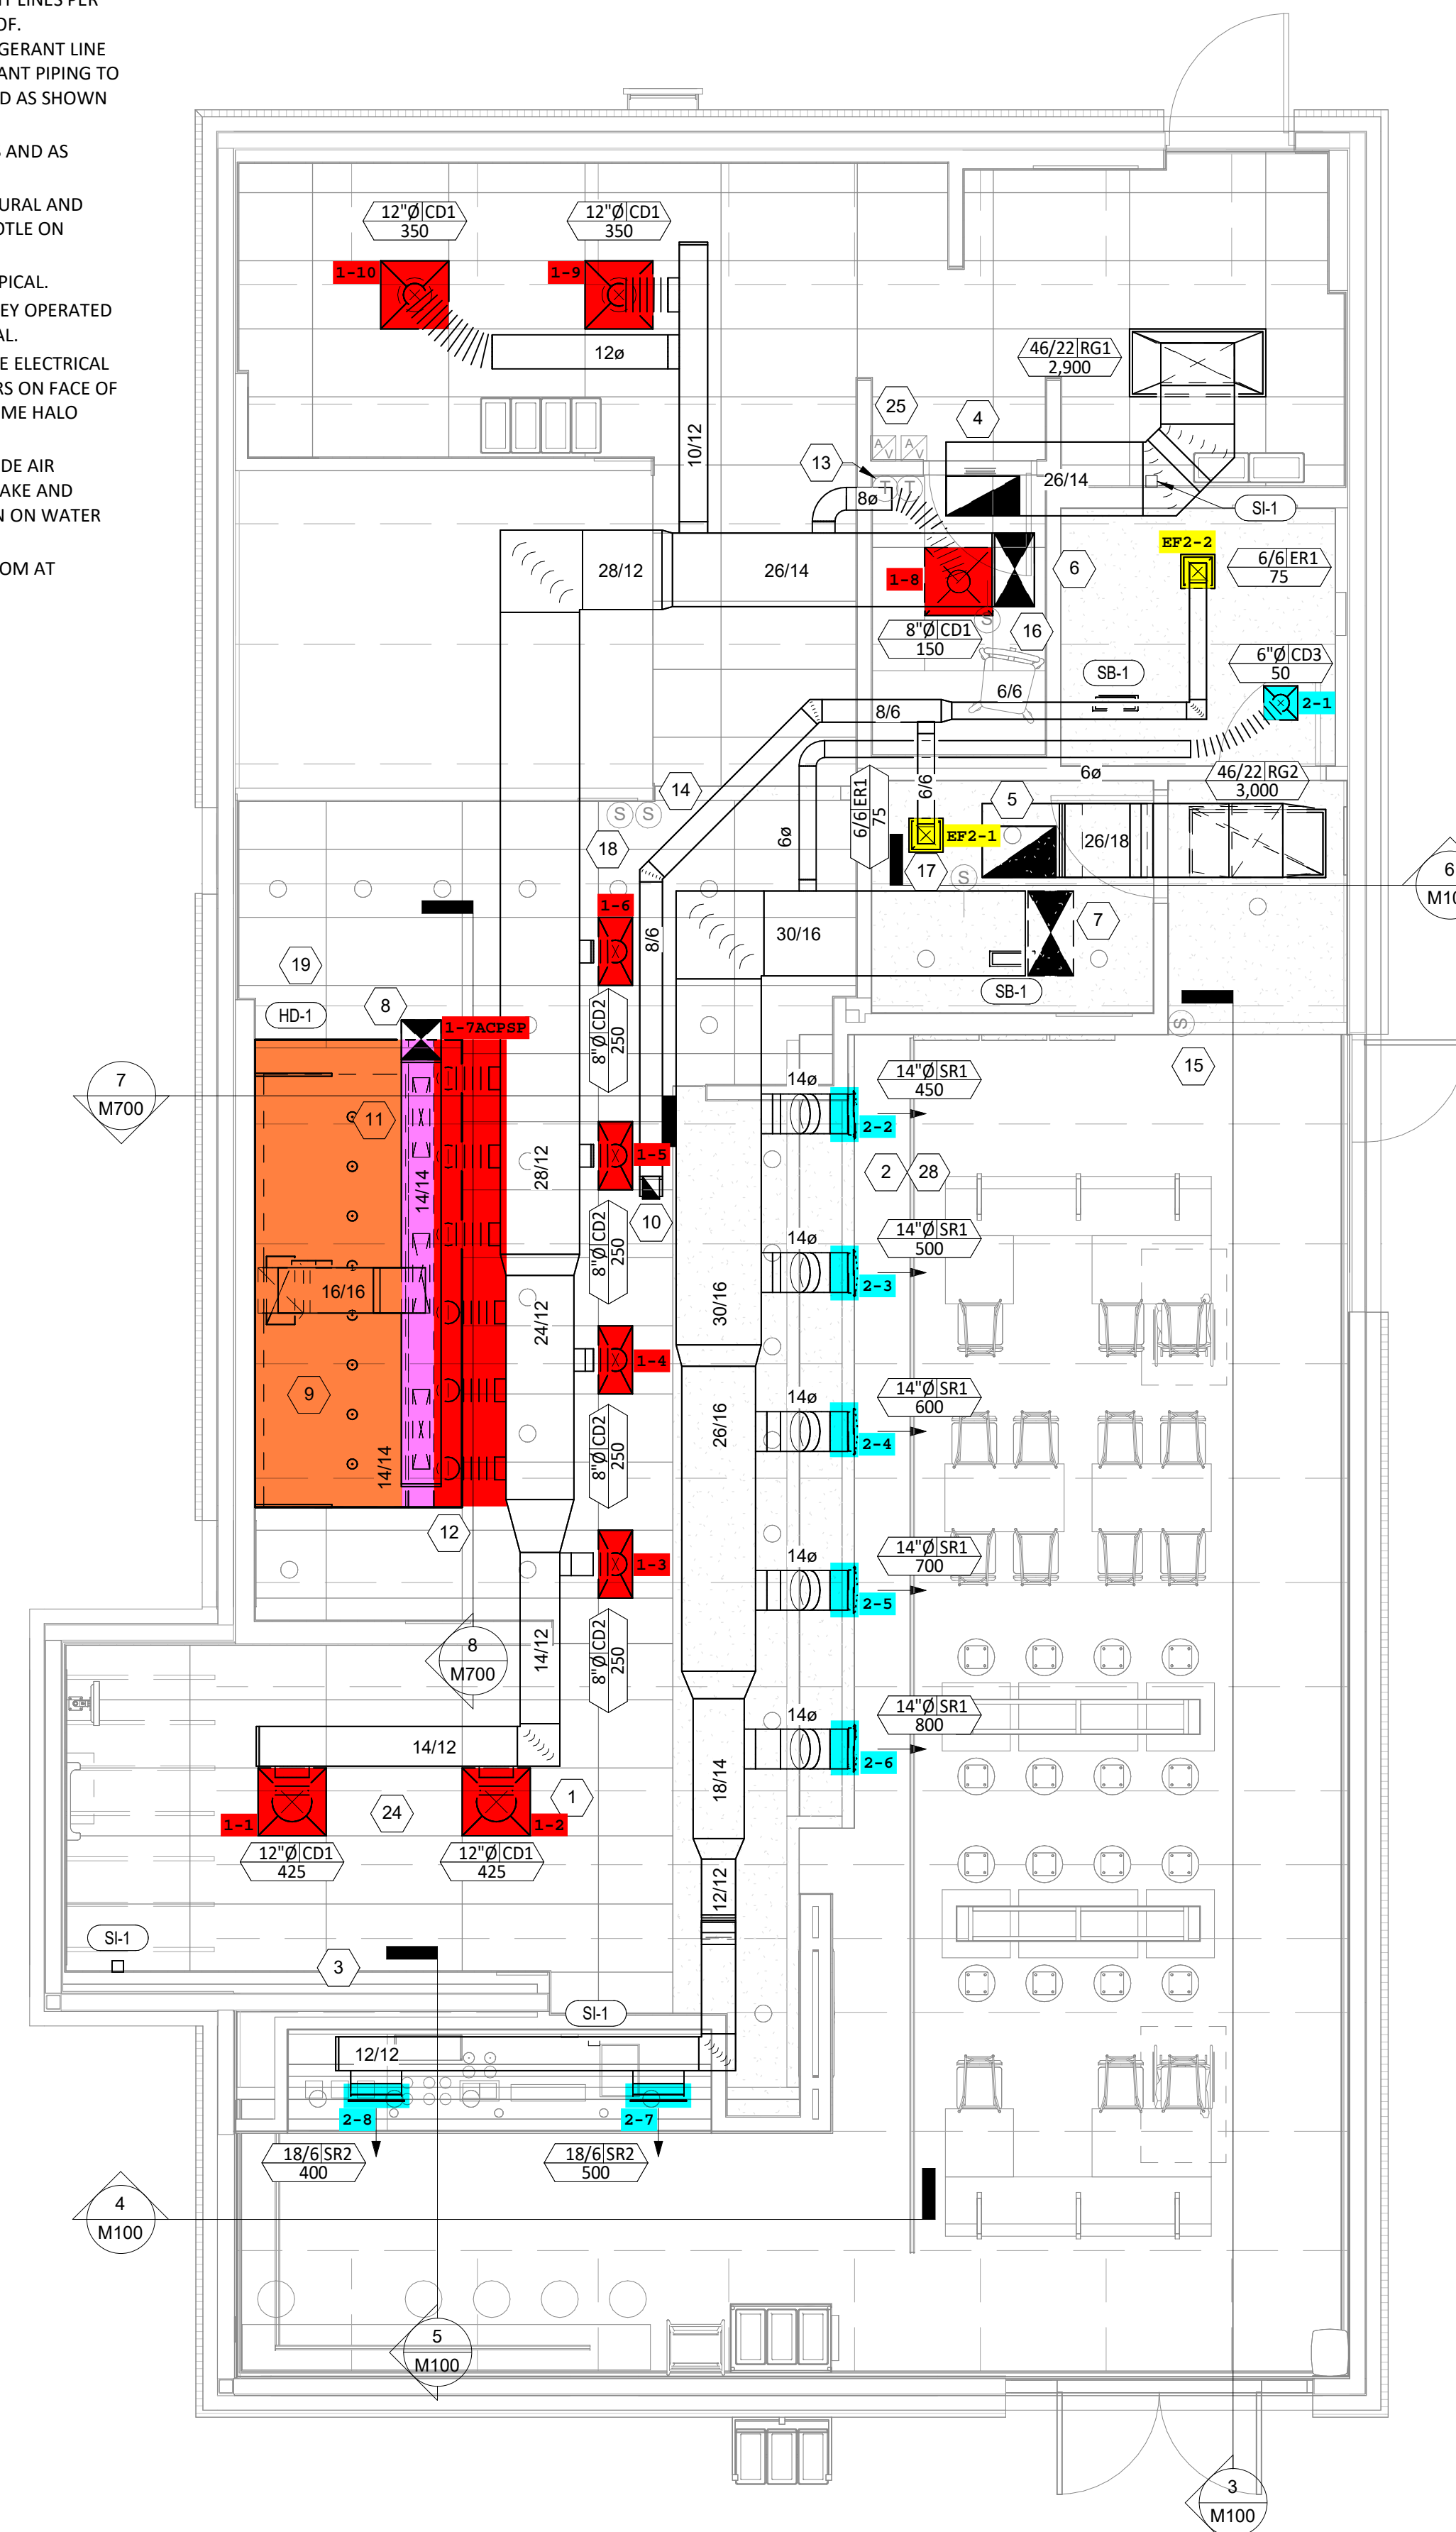 T LINES PER
OF.
GERANT LINE
ANT PIPING TO
D AS SHOWN
S AND AS
URAL AND
OTLE ON
PICAL.
EY OPERATED
AL.
E ELECTRICAL
RS ON FACE OF
ME HALO
DE AIR
AKE AND
N ON WATER
OM AT
12"Ø CD1
350
12"Ø CD1
350
1-10
1-9
12ø
10/12
46/22 RG1
2,900
25
4
A/V
A/V
13
T
T
8ø
26/14
SI-1
28/12
26/14
1-8
6
EF2-2
6/6 ER1
75
S
16
8"Ø CD1
150
SB-1
6"Ø CD3
50
2-1
6/6
8/6
6/6
6ø
46/22 RG2
3,000
14
S
S
6/6 ER1
75
5
6ø
EF2-1
26/18
18
17
S
6
1-6
8/6
30/16
7
19
8
HD-1
1-7ACPSP
SB-1
8"Ø CD2
250
S
15
7
M700
11
14ø
14"Ø SR1
450
2-2
1-5
28/12
14/14
2
28
10
8"Ø CD2
250
14ø
14"Ø SR1
500
2-3
16/16
24/12
30/16
1-4
9
14ø
14"Ø SR1
600
2-4
26/16
8"Ø CD2
250
14/14
12
1-3
14ø
14"Ø SR1
700
2-5
8
M700
14/12
8"Ø CD2
250
14ø
14"Ø SR1
800
2-6
14/12
18/14
1
24
1-1
1-2
12"Ø CD1
425
12"Ø CD1
425
12/12
SI-1
3
SI-1
12/12
2-8
2-7
18/6 SR2
400
18/6 SR2
500
4
M100
5
M100
3
M100